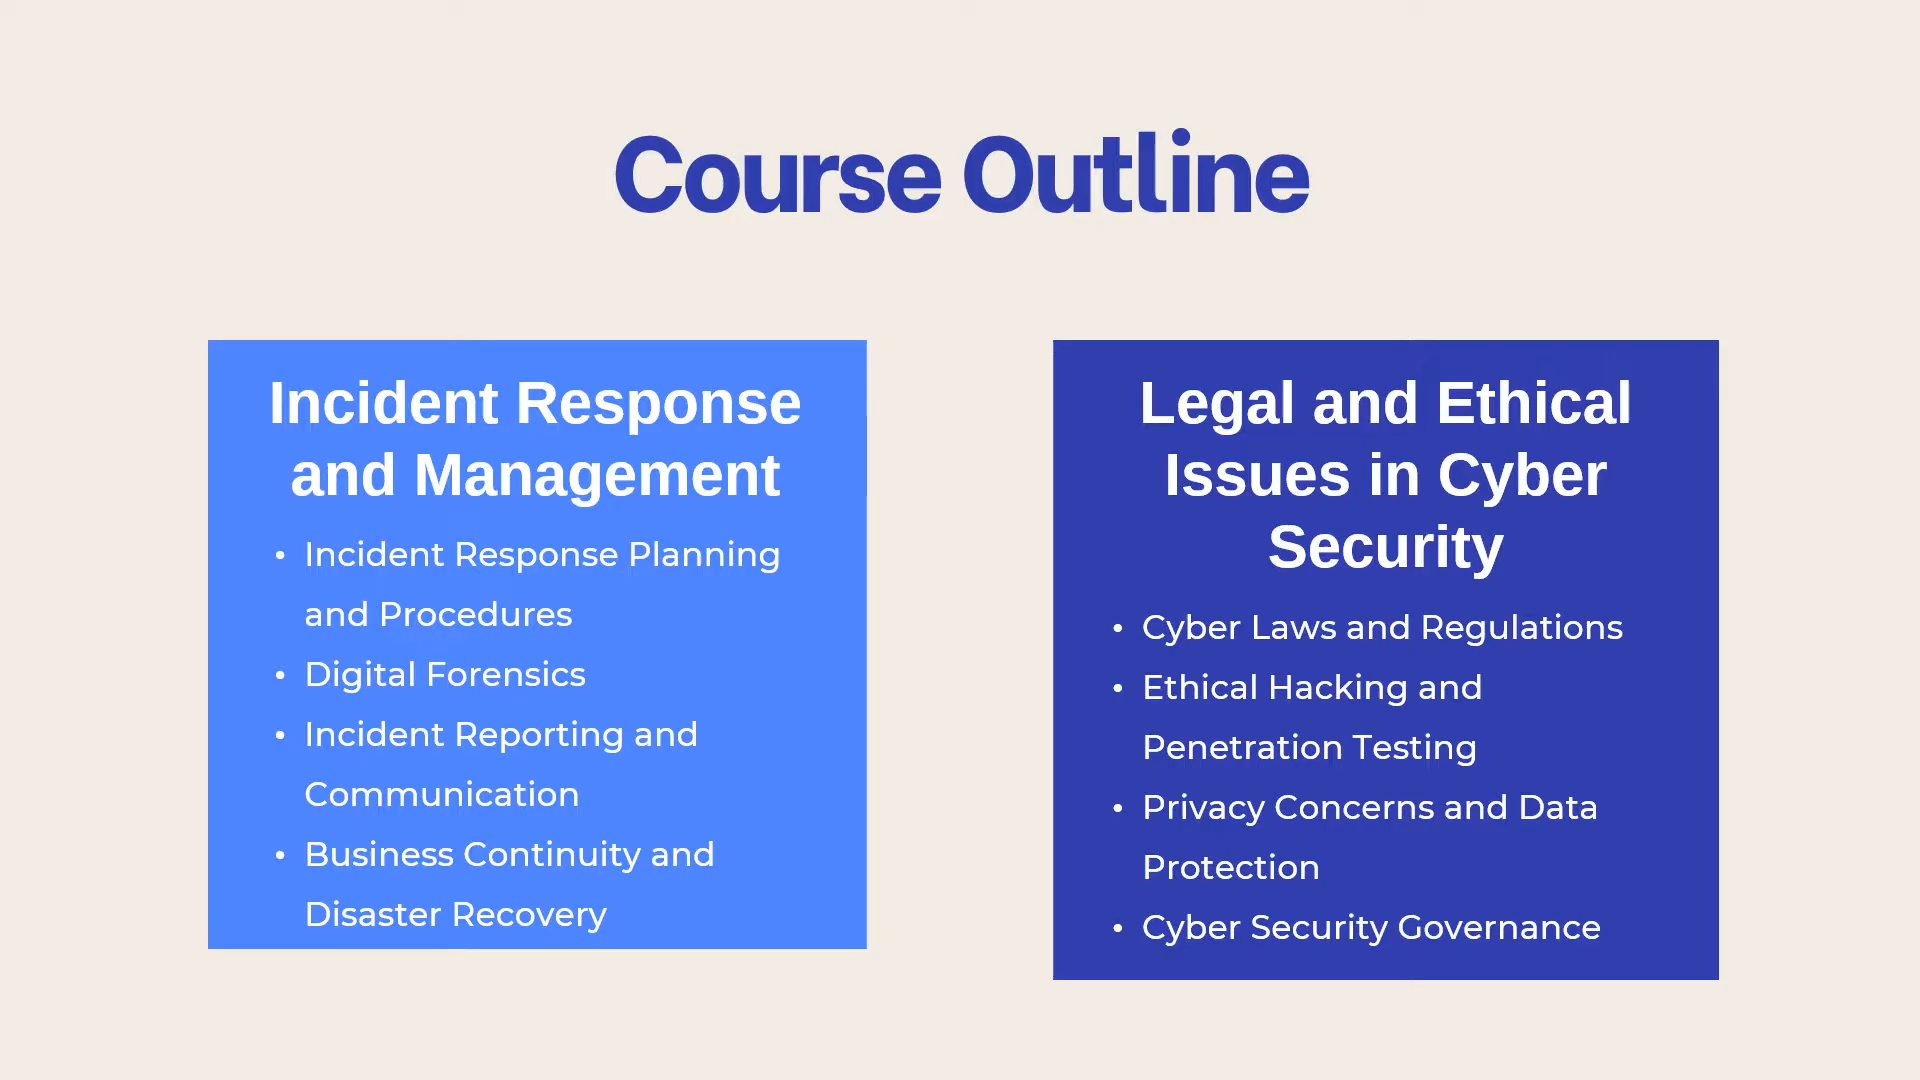 Course Outline
Incident Response
and Management
• Incident Response Planning
and Procedures
• Digital Forensics
• Incident Reporting and
Communication
• Business Continuity and
Disaster Recovery
Legal and Ethical
Issues in Cyber
Security
• Cyber Laws and Regulations
• Ethical Hacking and
Penetration Testing
• Privacy Concerns and Data
Protection
• Cyber Security Governance